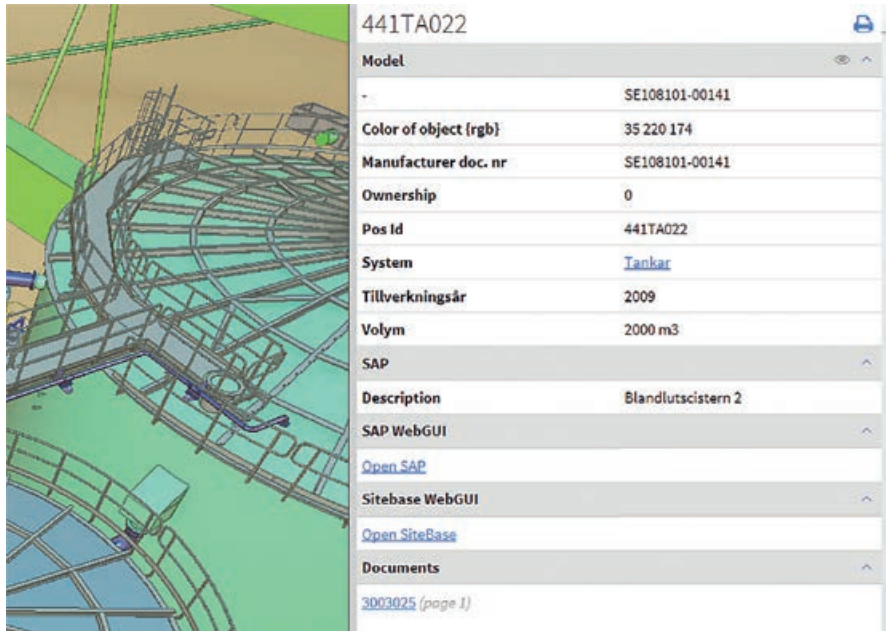 441TA022
Model
- SE108101-00141
Color of object {rgb} 35 220 174
Manufacturer doc. nr SE108101-00141
Ownership 0
Pos Id 441TA022
System Tankar
Tillverkningsår 2009
Volym 2000 m3
SAP
Description Blandlutscistern 2
SAP WebGUI
Open SAP
Sitebase WebGUI
Open SiteBase
Documents
3003025 (page 1)